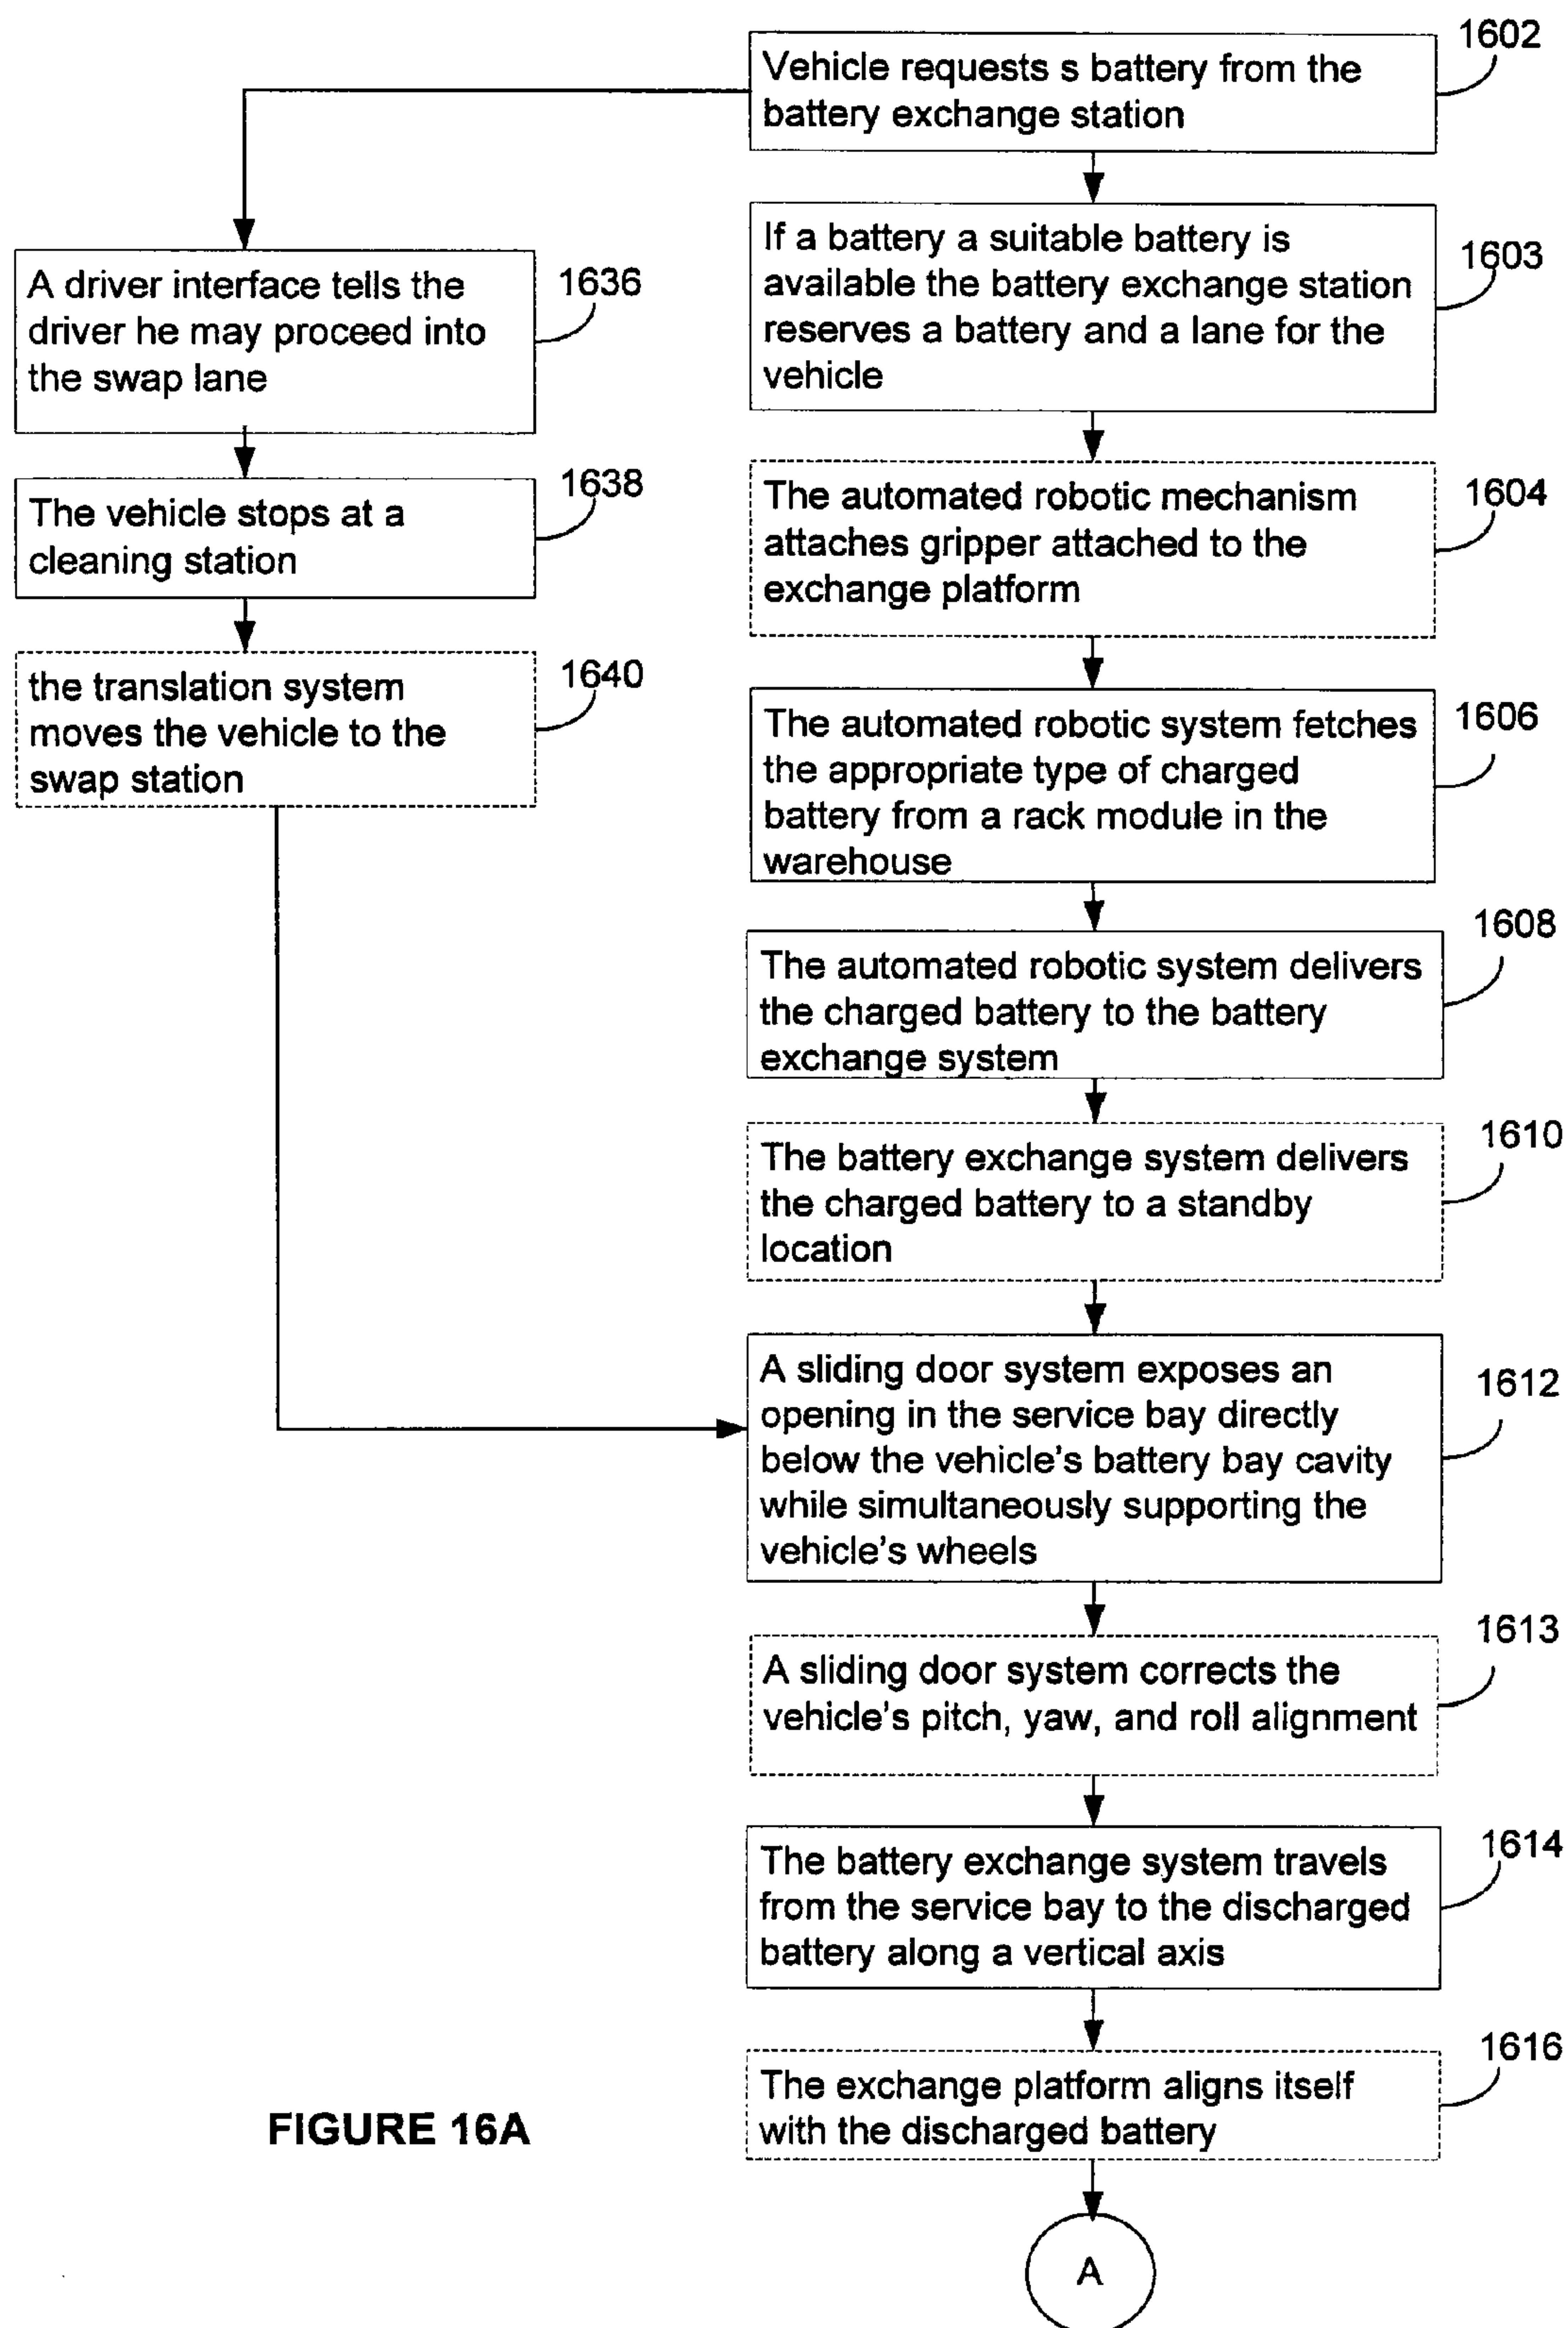 1602
Vehicle requests s battery from the
battery exchange station
If a battery a suitable battery is
available the battery exchange station
reserves a battery and a lane for the
vehicle
1603
A driver interface tells the
driver he may proceed into
the swap lane
1636
The vehicle stops at a
cleaning station
1638
the translation system
moves the vehicle to the
swap station
1640
The automated robotic mechanism
attaches gripper attached to the
exchange platform
1604
The automated robotic system fetches
the appropriate type of charged
battery from a rack module in the
warehouse
1606
The automated robotic system delivers
the charged battery to the battery
exchange system
1608
The battery exchange system delivers
the charged battery to a standby
location
1610
A sliding door system exposes an
opening in the service bay directly
below the vehicle's battery bay cavity
while simultaneously supporting the
vehicle's wheels
1612
A sliding door system corrects the
vehicle's pitch, yaw, and roll alignment
1613
The battery exchange system travels
from the service bay to the discharged
battery along a vertical axis
1614
The exchange platform aligns itself
with the discharged battery
1616
FIGURE 16A
A